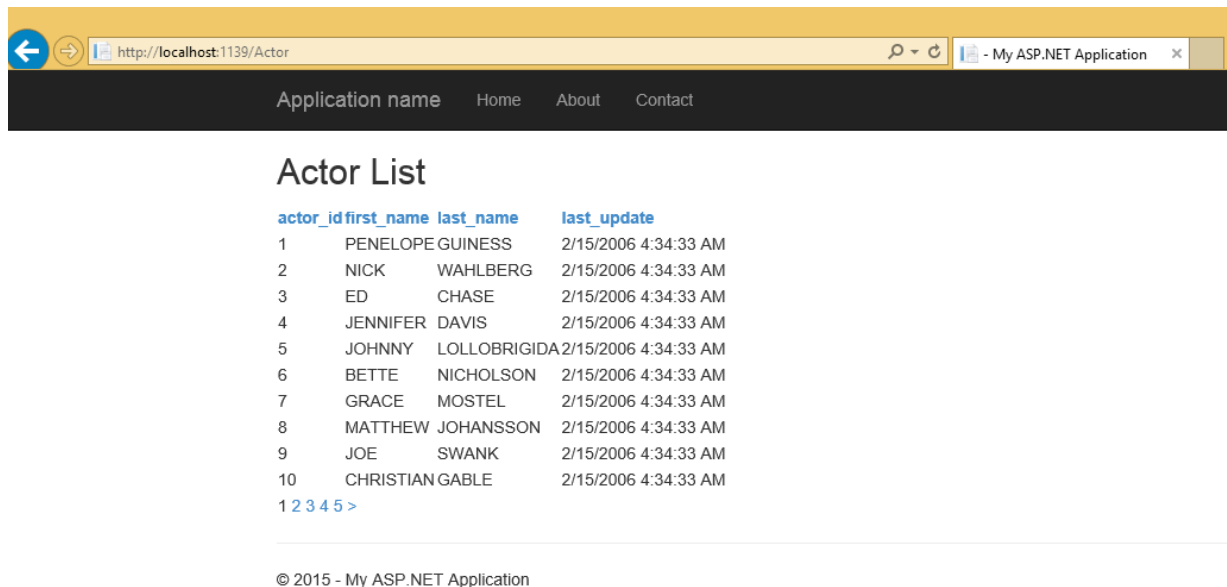 http://localhost:1139/Actor
- My ASP.NET Application
Application name Home About Contact
Actor List
actor_id first_name last_name last_update
1 PENELOPE GUINESS 2/15/2006 4:34:33 AM
2 NICK WAHLBERG 2/15/2006 4:34:33 AM
3 ED CHASE 2/15/2006 4:34:33 AM
4 JENNIFER DAVIS 2/15/2006 4:34:33 AM
5 JOHNNY LOLLOBRIGIDA 2/15/2006 4:34:33 AM
6 BETTE NICHOLSON 2/15/2006 4:34:33 AM
7 GRACE MOSTEL 2/15/2006 4:34:33 AM
8 MATTHEW JOHANSSON 2/15/2006 4:34:33 AM
9 JOE SWANK 2/15/2006 4:34:33 AM
10 CHRISTIAN GABLE 2/15/2006 4:34:33 AM
1 2 3 4 5 >
© 2015 - My ASP.NET Application